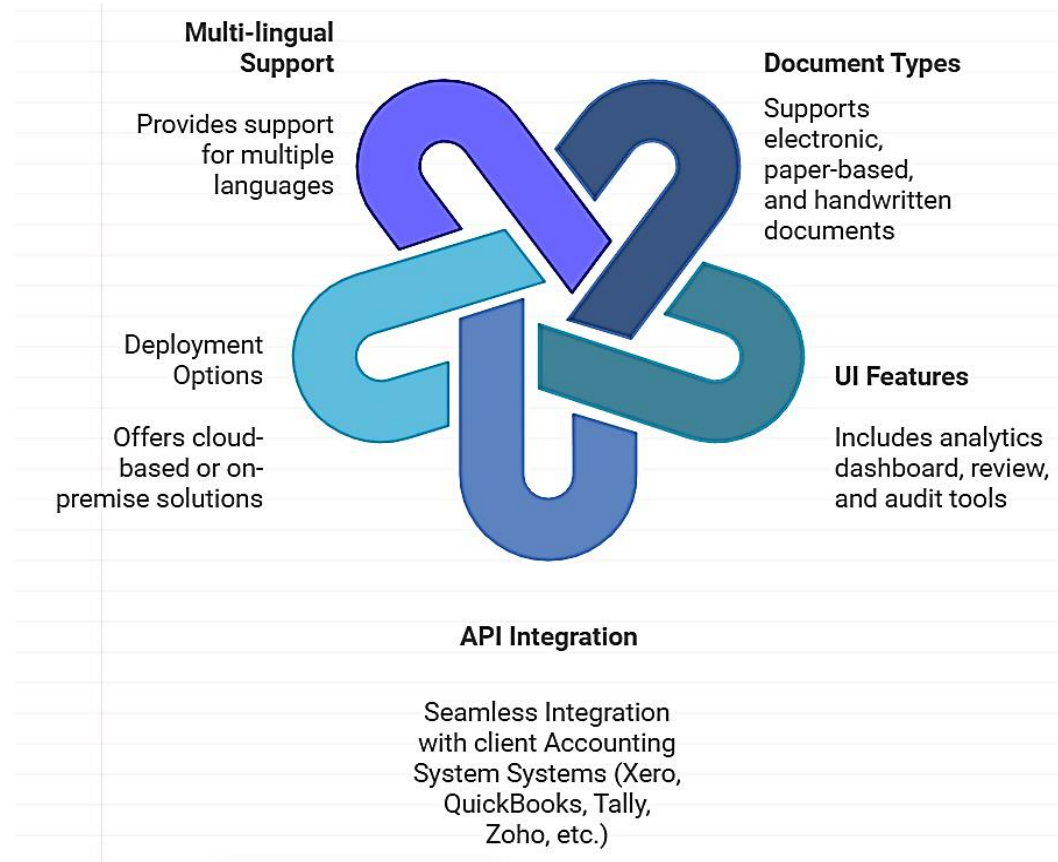 Multi-lingual
Support
Provides support
for multiple
languages
Document Types
Supports
electronic,
paper-based,
and handwritten
documents
Deployment
Options
Offers cloud-
based or on-
premise solutions
UI Features
Includes analytics
dashboard, review,
and audit tools
API Integration
Seamless Integration
with client Accounting
System Systems (Xero,
QuickBooks, Tally,
Zoho, etc.)